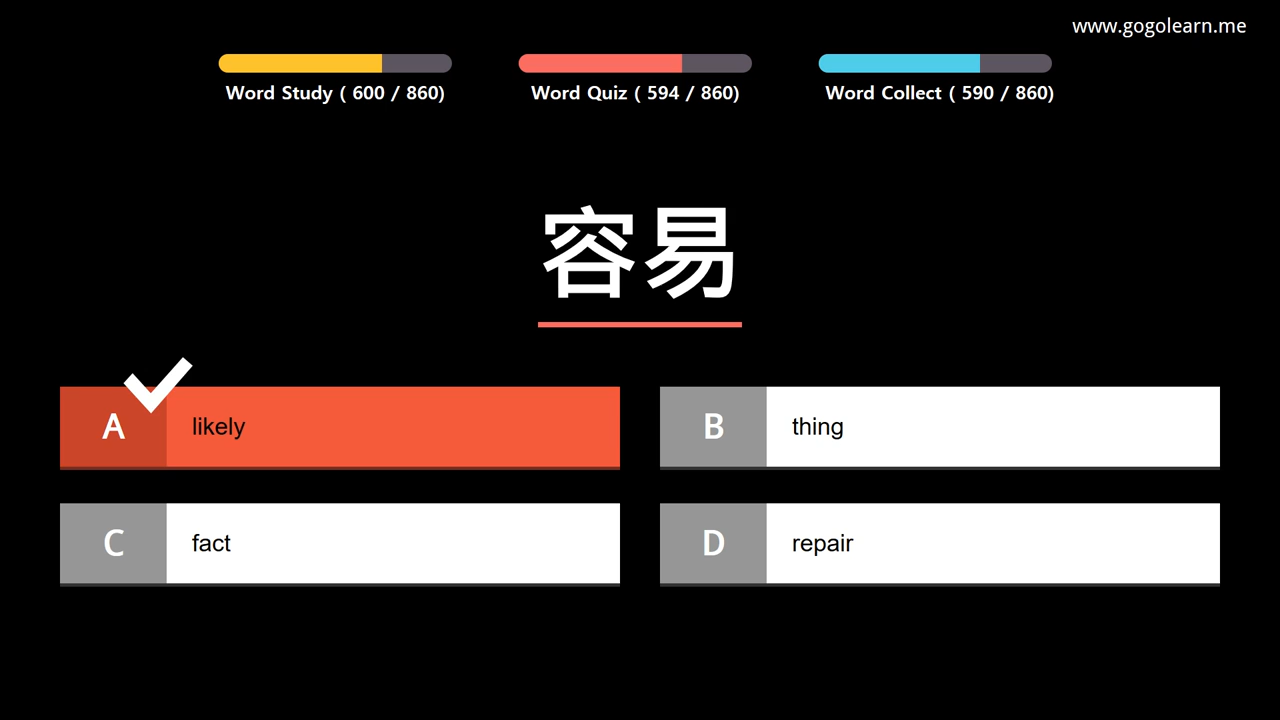 www.gogolearn.me
Word Study ( 600 / 860)
Word Quiz ( 594 / 860)
Word Collect ( 590 / 860)
容易
A likely
B thing
C fact
D repair